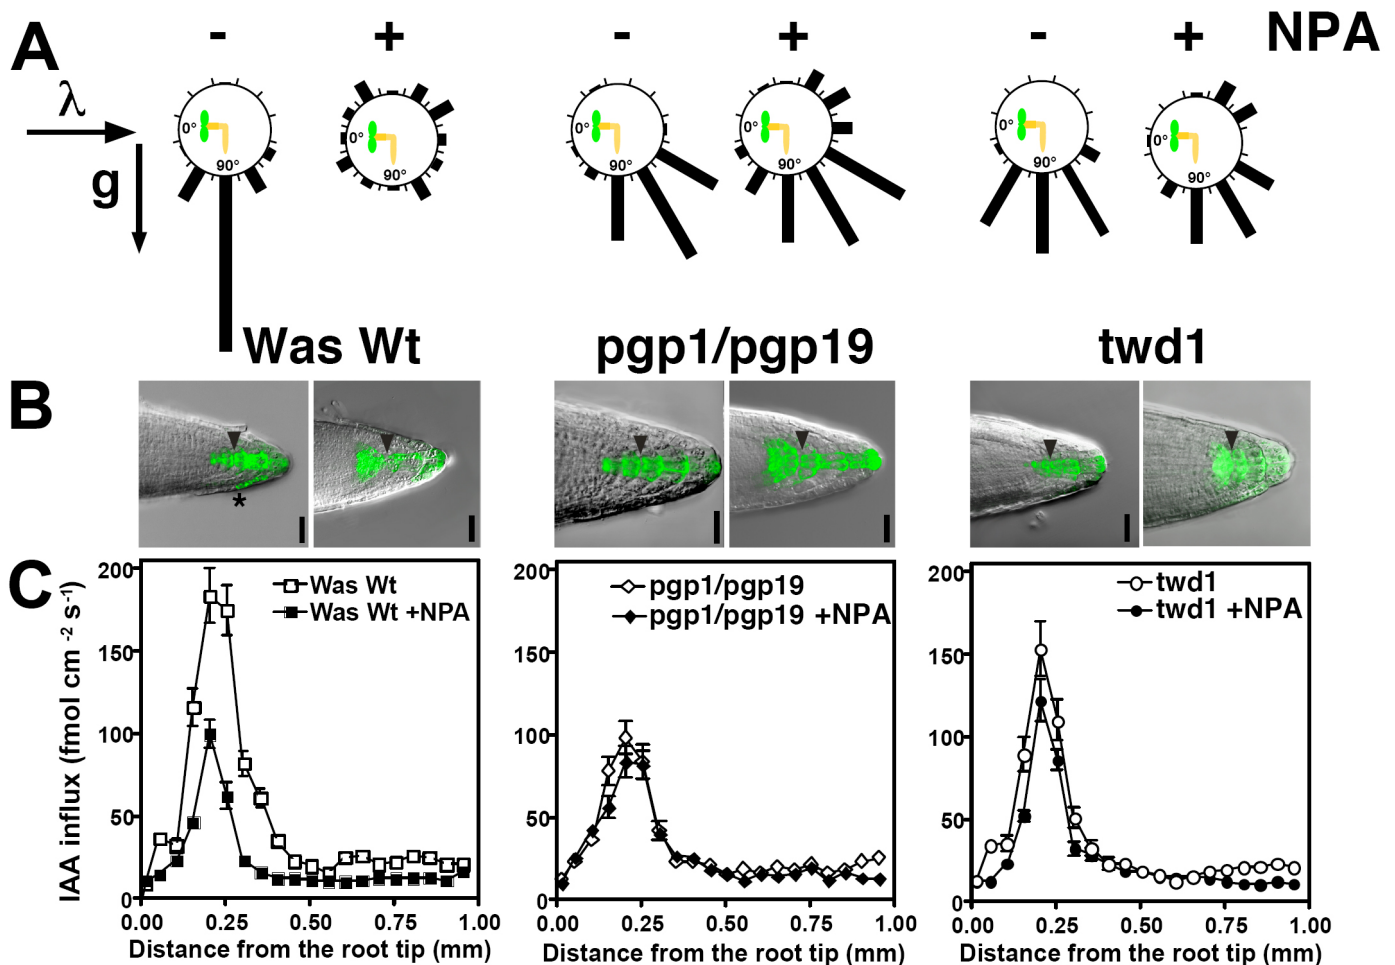 A
- + - + - + NPA
λ
g
0° 90°
0° 90°
0° 90°
0° 90°
0° 90°
0° 90°
Was Wt pgp1/pgp19 twd1
B
*
C
IAA influx (fmol cm -2 s-1)
200
150
100
50
0
0.00 0.25 0.50 0.75 1.00
Distance from the root tip (mm)
Was Wt
Was Wt +NPA
200
150
100
50
0
0.00 0.25 0.50 0.75 1.00
Distance from the root tip (mm)
pgp1/pgp19
pgp1/pgp19 +NPA
200
150
100
50
0
0.00 0.25 0.50 0.75 1.00
Distance from the root tip (mm)
twd1
twd1 +NPA